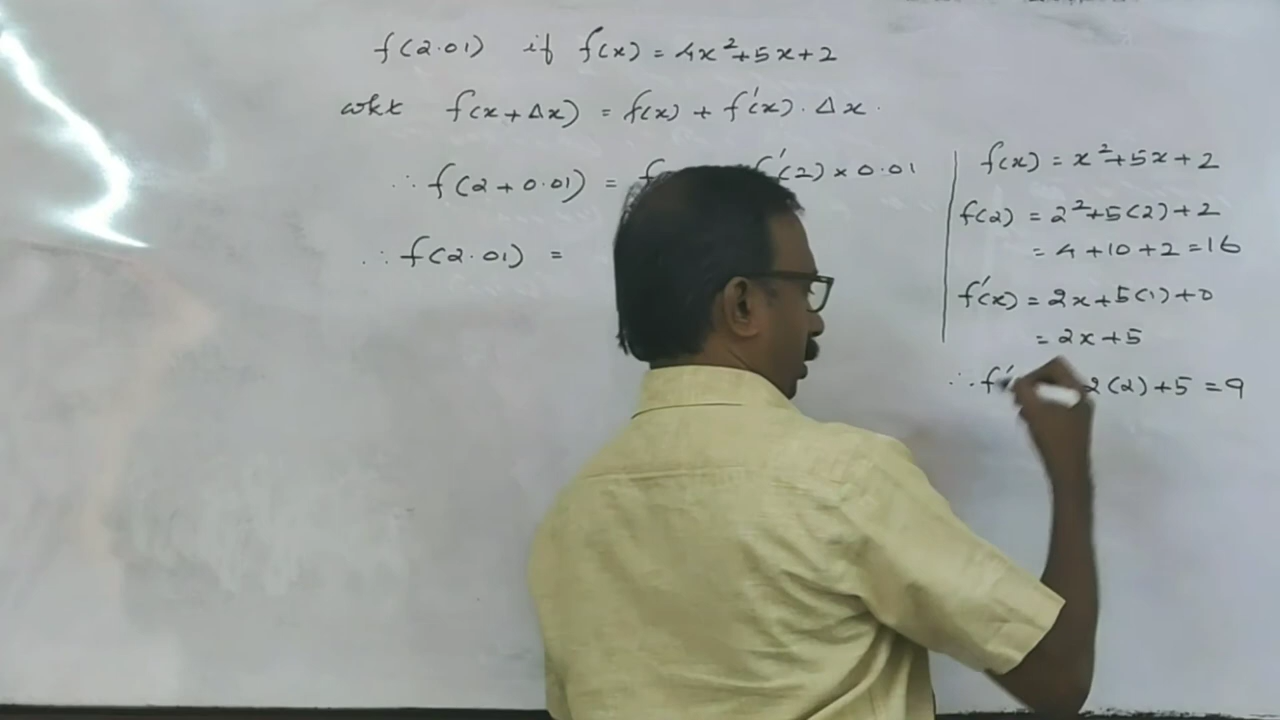 f(2.01) if f(x) = 4x²+5x+2
wkt f(x+Δx) = f(x) + f'(x). Δx.
∴ f(2+0.01) = f f'(2) × 0.01
∴ f(2.01) =
f(x) = x²+5x+2
f(2) = 2²+5(2)+2
= 4+10+2 = 16
f'(x) = 2x+5(1)+0
= 2x+5
∴ f' 2(2)+5 = 9